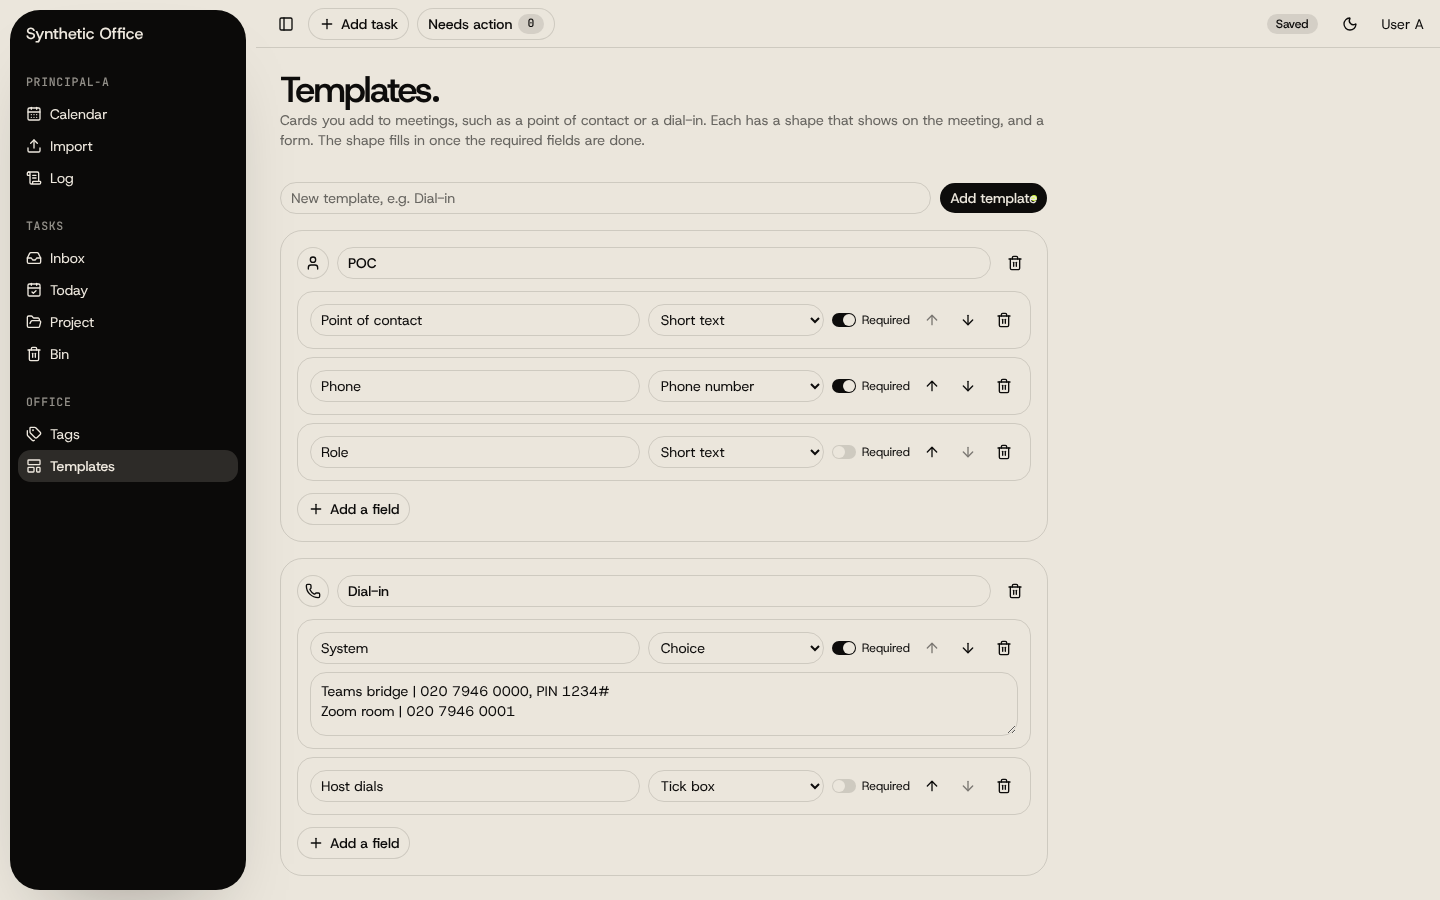 Synthetic Office
PRINCIPAL-A
Calendar
Import
Log
TASKS
Inbox
Today
Project
Bin
OFFICE
Tags
Templates
Add task
Needs action 0
Saved
User A
Templates.
Cards you add to meetings, such as a point of contact or a dial-in. Each has a shape that shows on the meeting, and a
form. The shape fills in once the required fields are done.
New template, e.g. Dial-in
Add template
POC
Point of contact
Short text
Required
Phone
Phone number
Required
Role
Short text
Required
Add a field
Dial-in
System
Choice
Required
Teams bridge | 020 7946 0000, PIN 1234#
Zoom room | 020 7946 0001
Host dials
Tick box
Required
Add a field